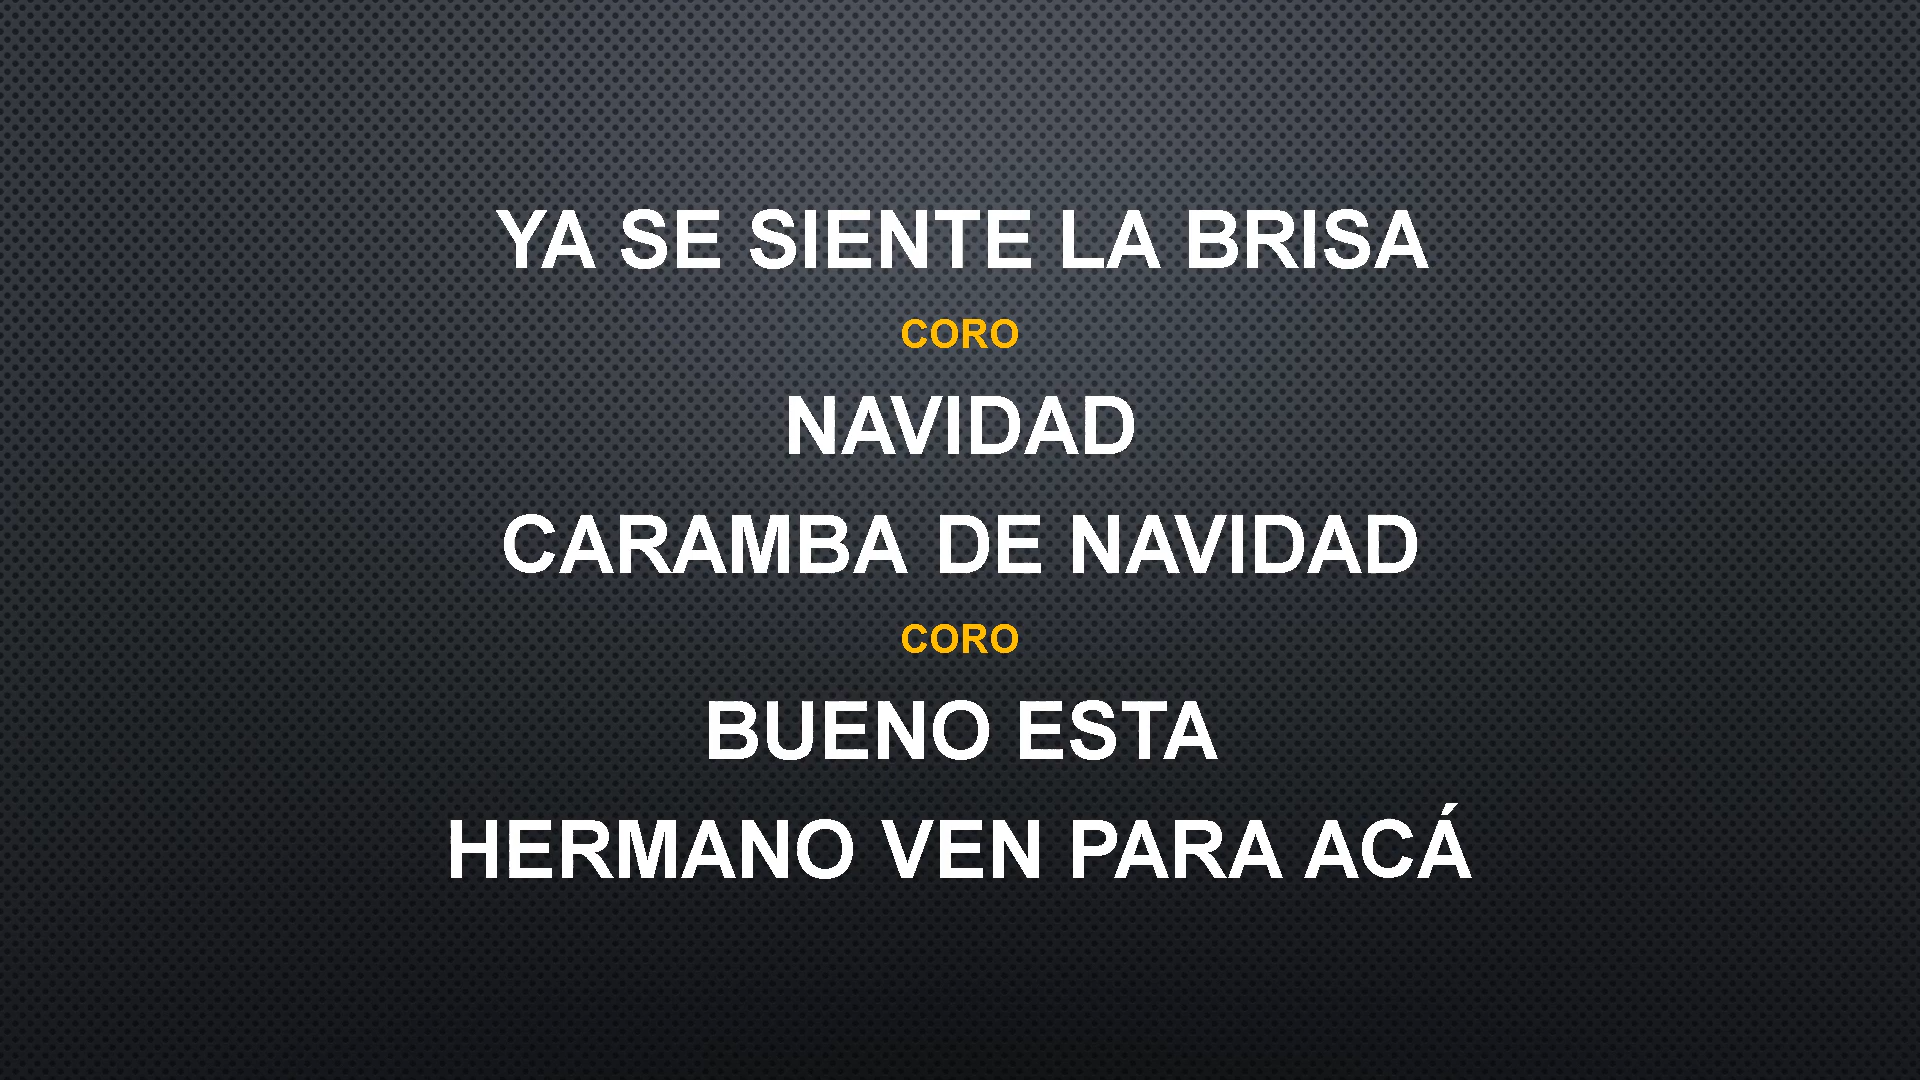 YA SE SIENTE LA BRISA
CORO
NAVIDAD
CARAMBA DE NAVIDAD
CORO
BUENO ESTA
HERMANO VEN PARA ACÁ